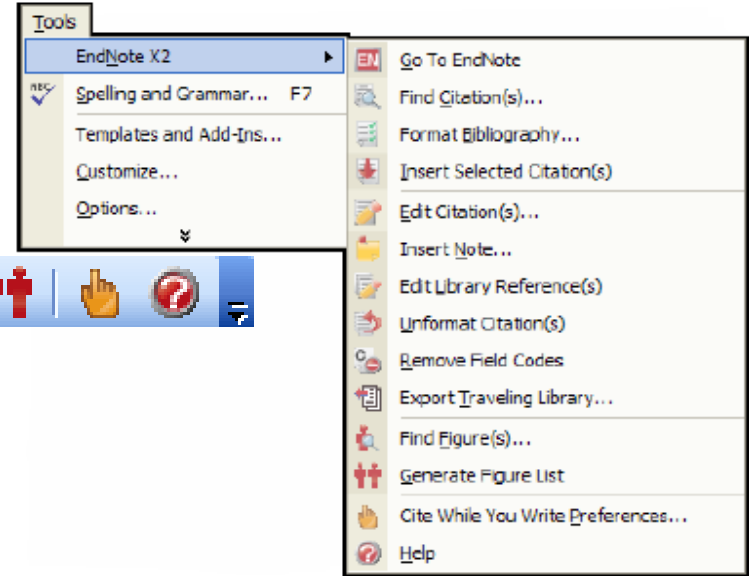 Tools
EndNote X2
Spelling and Grammar... F7
Templates and Add-Ins...
Customize...
Options...
EN Go To EndNote
Find Citation(s)...
Format Bibliography...
Insert Selected Citation(s)
Edit Citation(s)...
Insert Note...
Edit Library Reference(s)
Unformat Citation(s)
Remove Field Codes
Export Traveling Library...
Find Figure(s)...
Generate Figure List
Cite While You Write Preferences...
Help